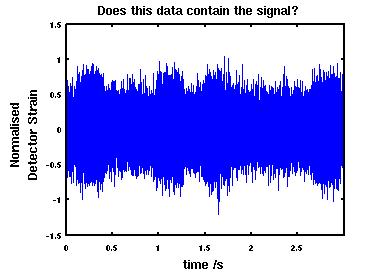 Does this data contain the signal?
1.5
1
0.5
0
-0.5
-1
-1.5
Normalised
Detector Strain
0 0.5 1 1.5 2 2.5
time /s